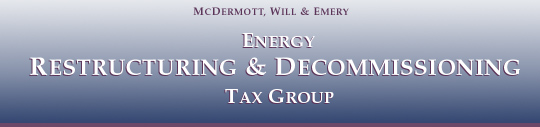 McDermott, Will & Emery
Energy
Restructuring & Decommissioning
Tax Group